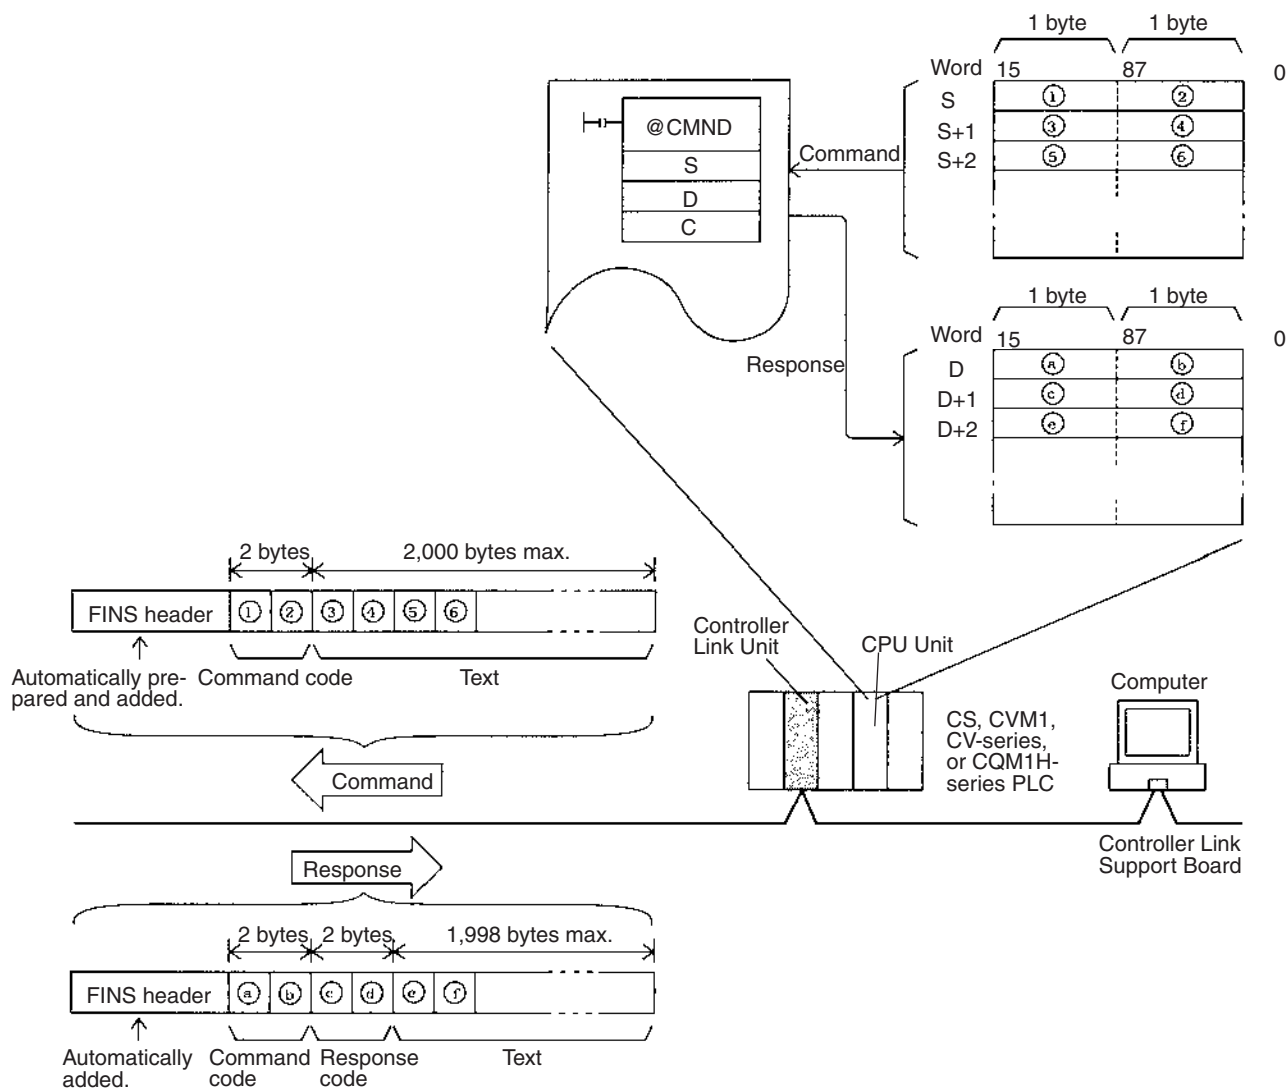 1 byte 1 byte
Word 15 87 0
S ① ②
S+1 ③ ④
S+2 ⑤ ⑥
@CMND
S
D
C
Command
Response
1 byte 1 byte
Word 15 87 0
D ⓐ ⓑ
D+1 ⓒ ⓓ
D+2 ⓔ ⓕ
2 bytes 2,000 bytes max.
FINS header ① ② ③ ④ ⑤ ⑥
Automatically pre-
pared and added.
Command code Text
Command
Controller
Link Unit
CPU Unit
CS, CVM1,
CV-series,
or CQM1H-
series PLC
Computer
Controller Link
Support Board
Response
2 bytes 2 bytes 1,998 bytes max.
FINS header ⓐ ⓑ ⓒ ⓓ ⓔ ⓕ
Automatically
added.
Command
code
Response
code
Text